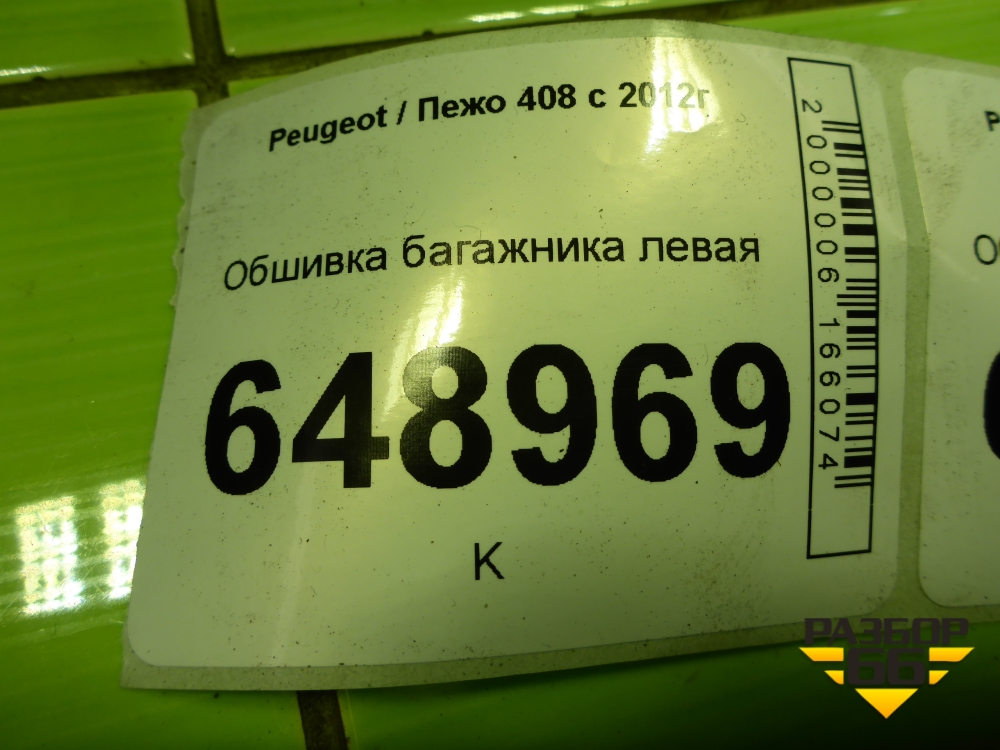 Peugeot / Пежо 408 с 2012г
Обшивка багажника левая
648969
К
2000006166074
РАЗБОР
66